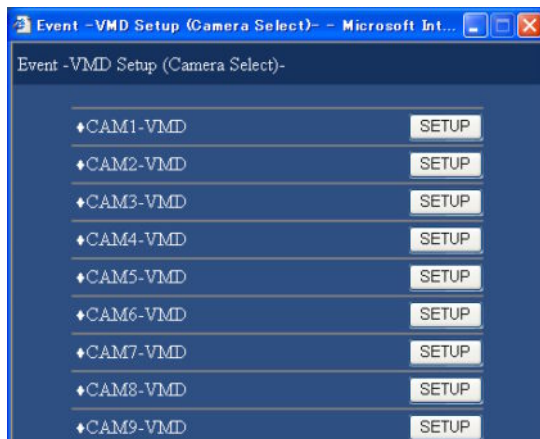 Event -VMD Setup (Camera Select)- - Microsoft Int...
Event -VMD Setup (Camera Select)-
♦CAM1-VMD SETUP
♦CAM2-VMD SETUP
♦CAM3-VMD SETUP
♦CAM4-VMD SETUP
♦CAM5-VMD SETUP
♦CAM6-VMD SETUP
♦CAM7-VMD SETUP
♦CAM8-VMD SETUP
♦CAM9-VMD SETUP